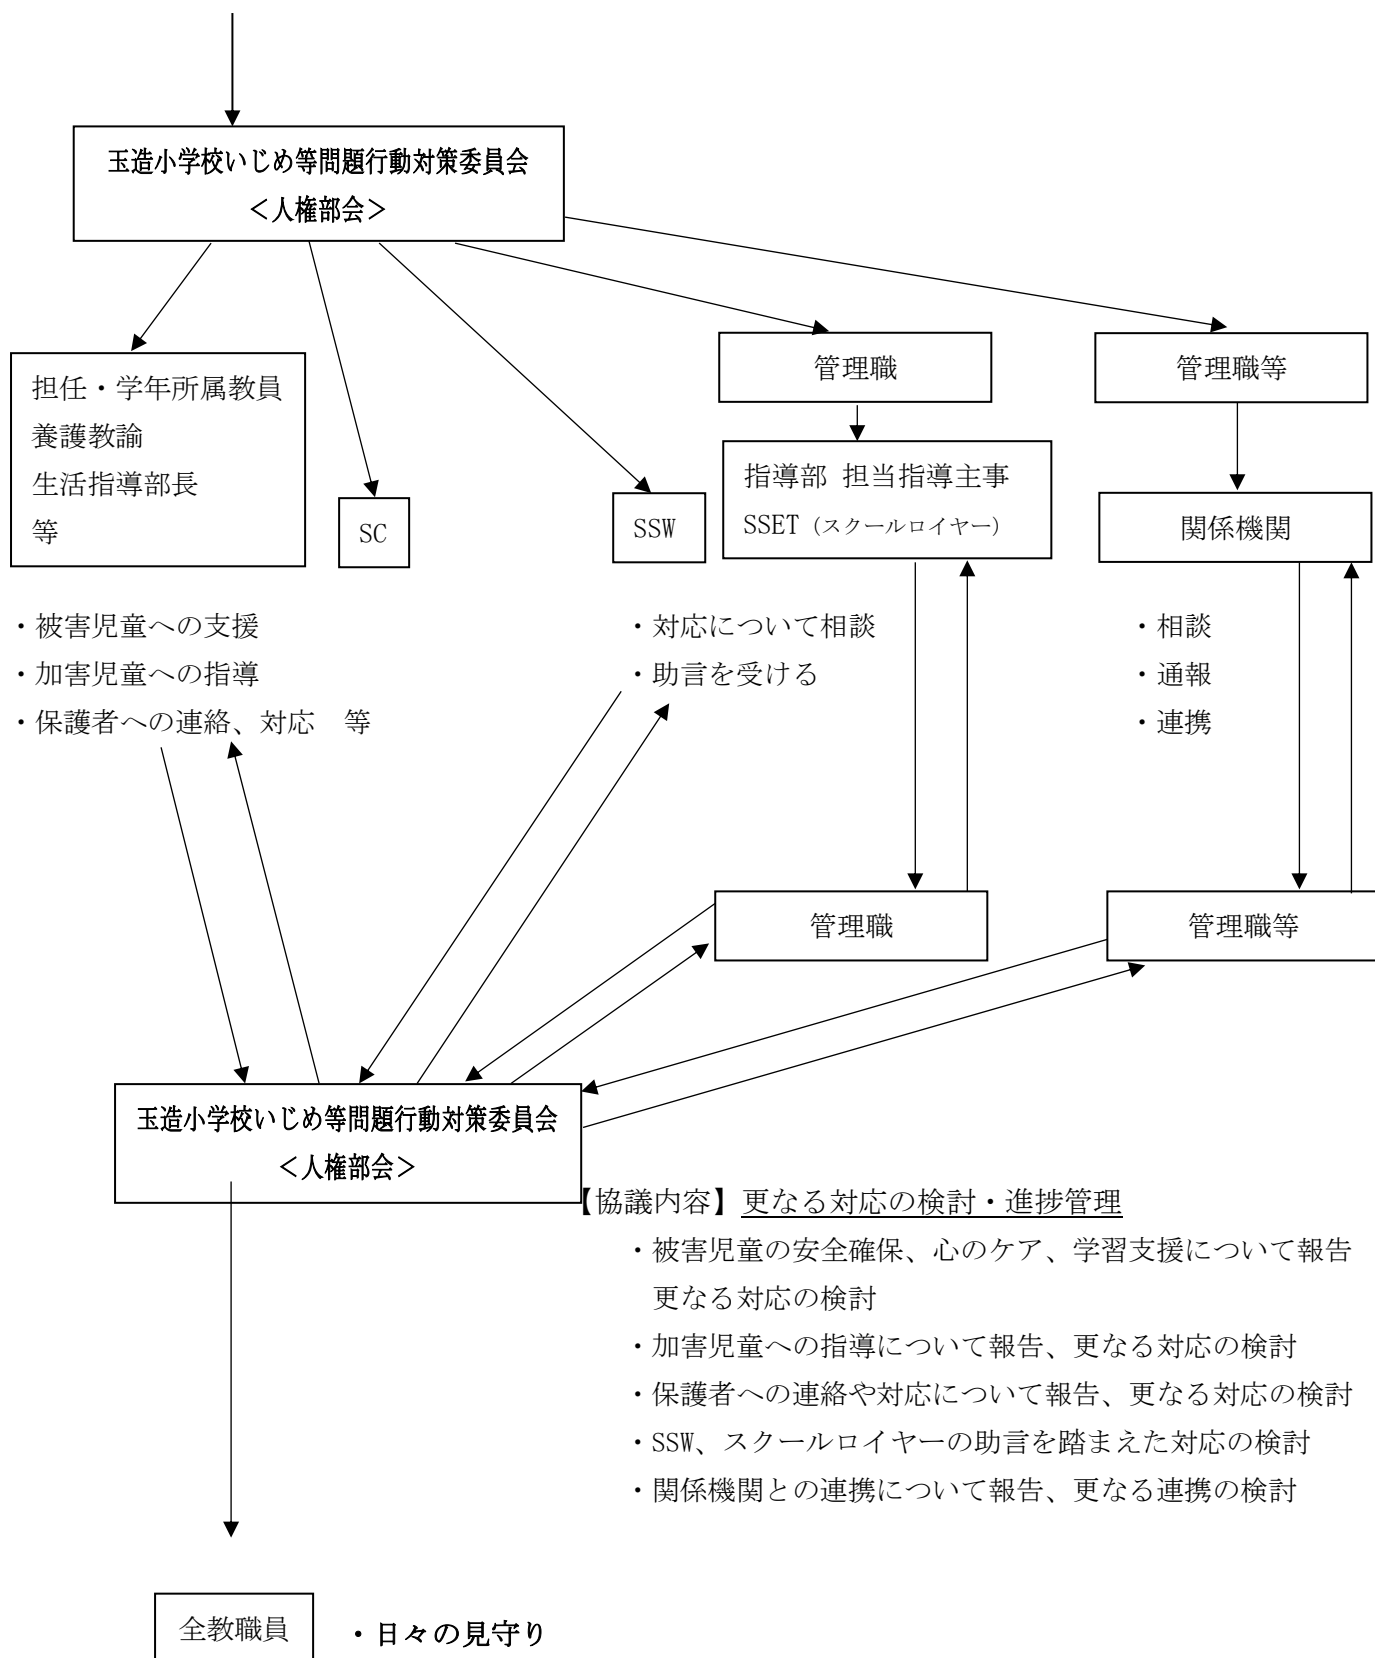 玉造小学校いじめ等問題行動対策委員会
＜人権部会＞
管理職
管理職等
担任・学年所属教員
養護教諭
生活指導部長
等
SC
SSW
指導部 担当指導主事
SSET（スクールロイヤー）
関係機関
・被害児童への支援
・加害児童への指導
・保護者への連絡、対応　等
・対応について相談
・助言を受ける
・相談
・通報
・連携
管理職
管理職等
玉造小学校いじめ等問題行動対策委員会
＜人権部会＞
【協議内容】更なる対応の検討・進捗管理
・被害児童の安全確保、心のケア、学習支援について報告
更なる対応の検討
・加害児童への指導について報告、更なる対応の検討
・保護者への連絡や対応について報告、更なる対応の検討
・SSW、スクールロイヤーの助言を踏まえた対応の検討
・関係機関との連携について報告、更なる連携の検討
全教職員
・日々の見守り